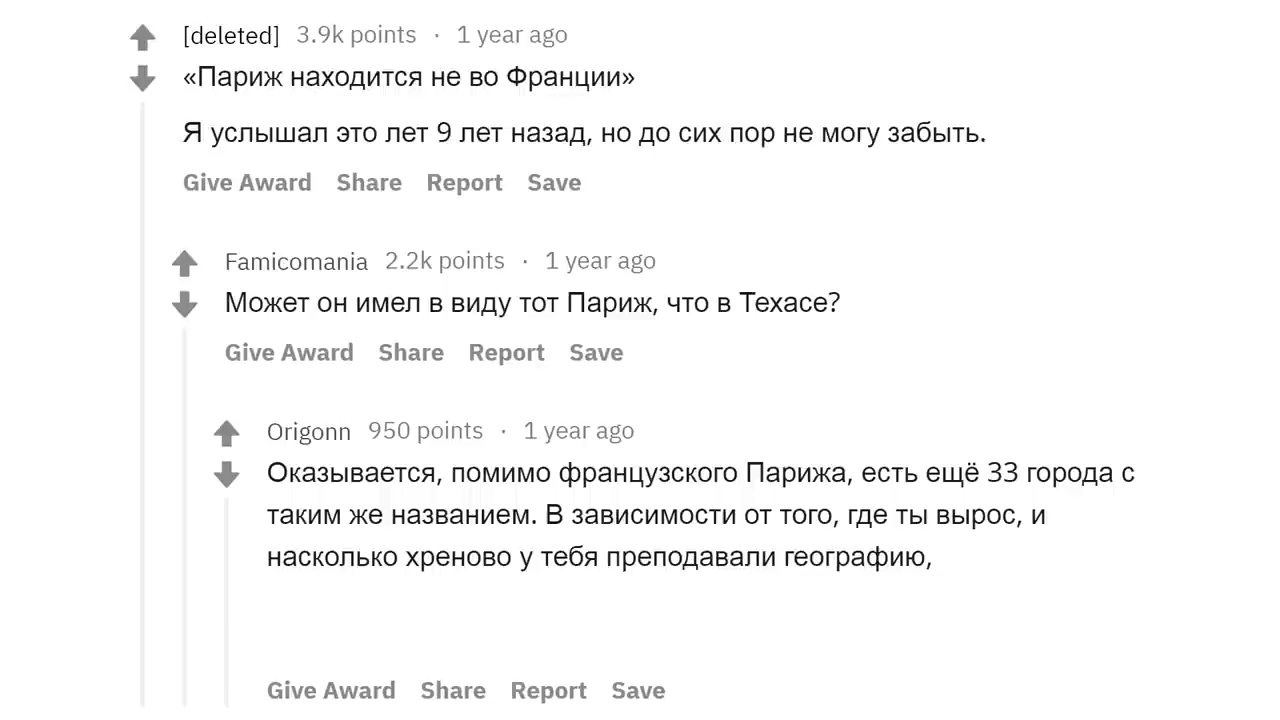 [deleted] 3.9k points · 1 year ago
«Париж находится не во Франции»
Я услышал это лет 9 лет назад, но до сих пор не могу забыть.
Give Award Share Report Save
Famicomania 2.2k points · 1 year ago
Может он имел в виду тот Париж, что в Техасе?
Give Award Share Report Save
Origonn 950 points · 1 year ago
Оказывается, помимо французского Парижа, есть ещё 33 города с
таким же названием. В зависимости от того, где ты вырос, и
насколько хреново у тебя преподавали географию,
Give Award Share Report Save